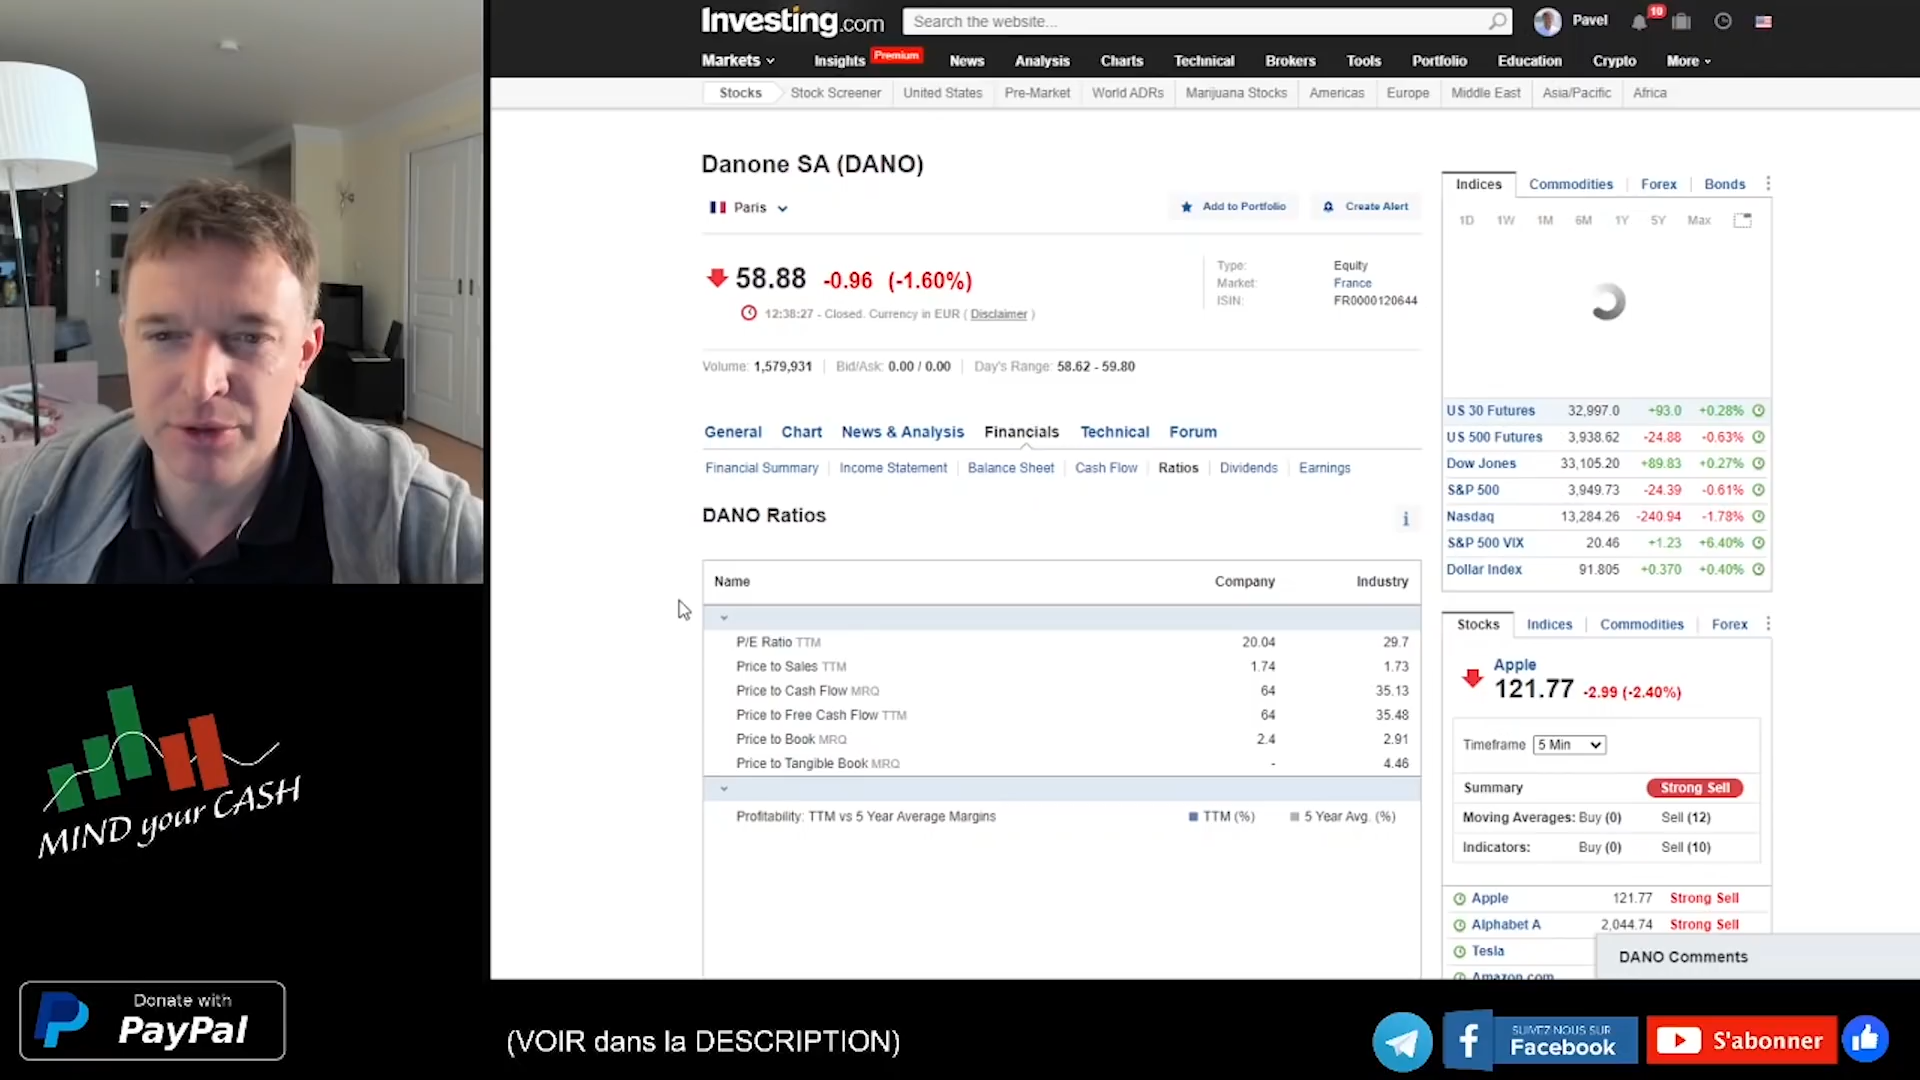 Investing.com
Search the website...
Pavel
10
Markets
Insights
Premium
News
Analysis
Charts
Technical
Brokers
Tools
Portfolio
Education
Crypto
More
Stocks
Stock Screener
United States
Pre-Market
World ADRs
Marijuana Stocks
Americas
Europe
Middle East
Asia/Pacific
Africa
Danone SA (DANO)
Paris
Add to Portfolio
Create Alert
58.88 -0.96 (-1.60%)
12:38:27 - Closed. Currency in EUR ( Disclaimer )
Type: Equity
Market: France
ISIN: FR0000120644
Volume: 1,579,931 Bid/Ask: 0.00 / 0.00 Day's Range: 58.62 - 59.80
General Chart News & Analysis Financials Technical Forum
Financial Summary Income Statement Balance Sheet Cash Flow Ratios Dividends Earnings
DANO Ratios
Name Company Industry
P/E Ratio TTM 20.04 29.7
Price to Sales TTM 1.74 1.73
Price to Cash Flow MRQ 64 35.13
Price to Free Cash Flow TTM 64 35.48
Price to Book MRQ 2.4 2.91
Price to Tangible Book MRQ - 4.46
Profitability: TTM vs 5 Year Average Margins TTM (%) 5 Year Avg. (%)
Indices Commodities Forex Bonds
1D 1W 1M 6M 1Y 5Y Max
US 30 Futures 32,997.0 +93.0 +0.28%
US 500 Futures 3,938.62 -24.88 -0.63%
Dow Jones 33,105.20 +89.83 +0.27%
S&P 500 3,949.73 -24.39 -0.61%
Nasdaq 13,284.26 -240.94 -1.78%
S&P 500 VIX 20.46 +1.23 +6.40%
Dollar Index 91.805 +0.370 +0.40%
Stocks Indices Commodities Forex
Apple
121.77 -2.99 (-2.40%)
Timeframe 5 Min
Summary Strong Sell
Moving Averages: Buy (0) Sell (12)
Indicators: Buy (0) Sell (10)
Apple 121.77 Strong Sell
Alphabet A 2,044.74 Strong Sell
Tesla
Amazon.com
DANO Comments
MIND your CASH
Donate with
PayPal
(VOIR dans la DESCRIPTION)
SUIVEZ NOUS SUR
Facebook
S'abonner